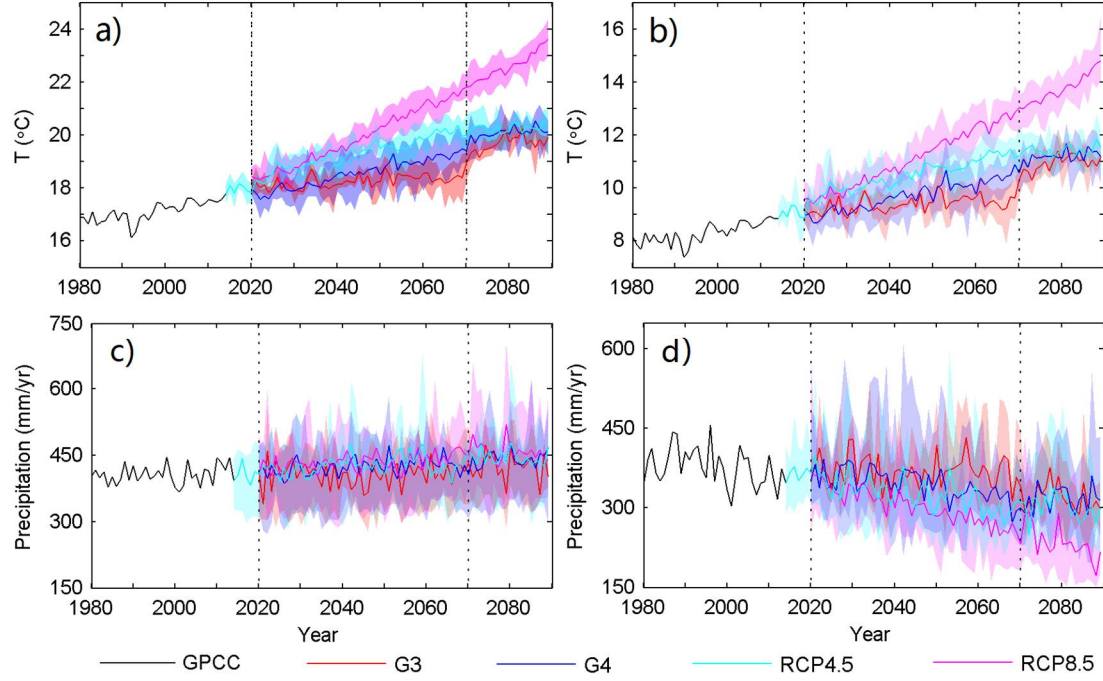 a)
24
22
20
18
16
T (°C)
1980 2000 2020 2040 2060 2080
b)
16
14
12
10
8
T (°C)
1980 2000 2020 2040 2060 2080
c)
750
600
450
300
150
Precipitation (mm/yr)
1980 2000 2020 2040 2060 2080
Year
d)
600
450
300
150
Precipitation (mm/yr)
1980 2000 2020 2040 2060 2080
Year
GPCC G3 G4 RCP4.5 RCP8.5